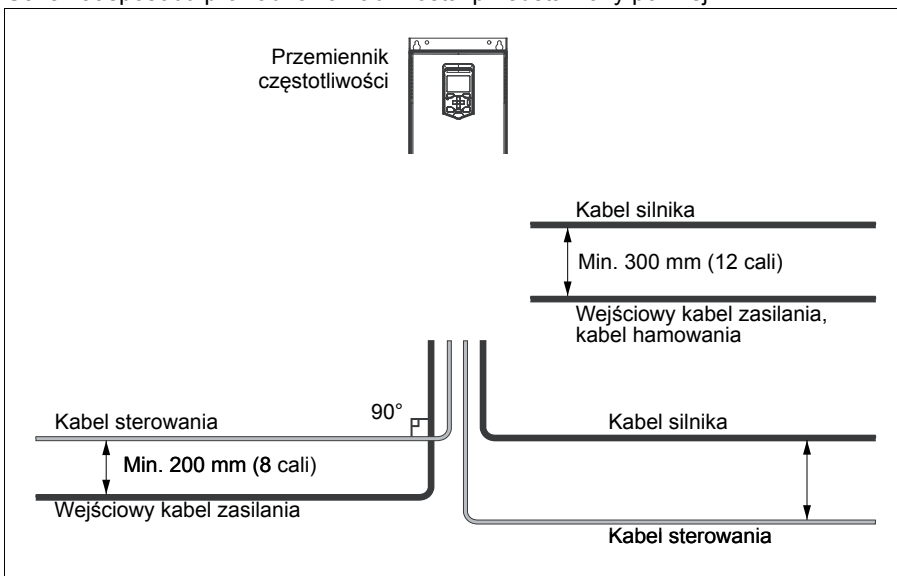 Przemiennik
częstotliwości
Kabel silnika
Min. 300 mm (12 cali)
Wejściowy kabel zasilania,
kabel hamowania
Kabel sterowania
90°
Min. 200 mm (8 cali)
Wejściowy kabel zasilania
Kabel silnika
Kabel sterowania